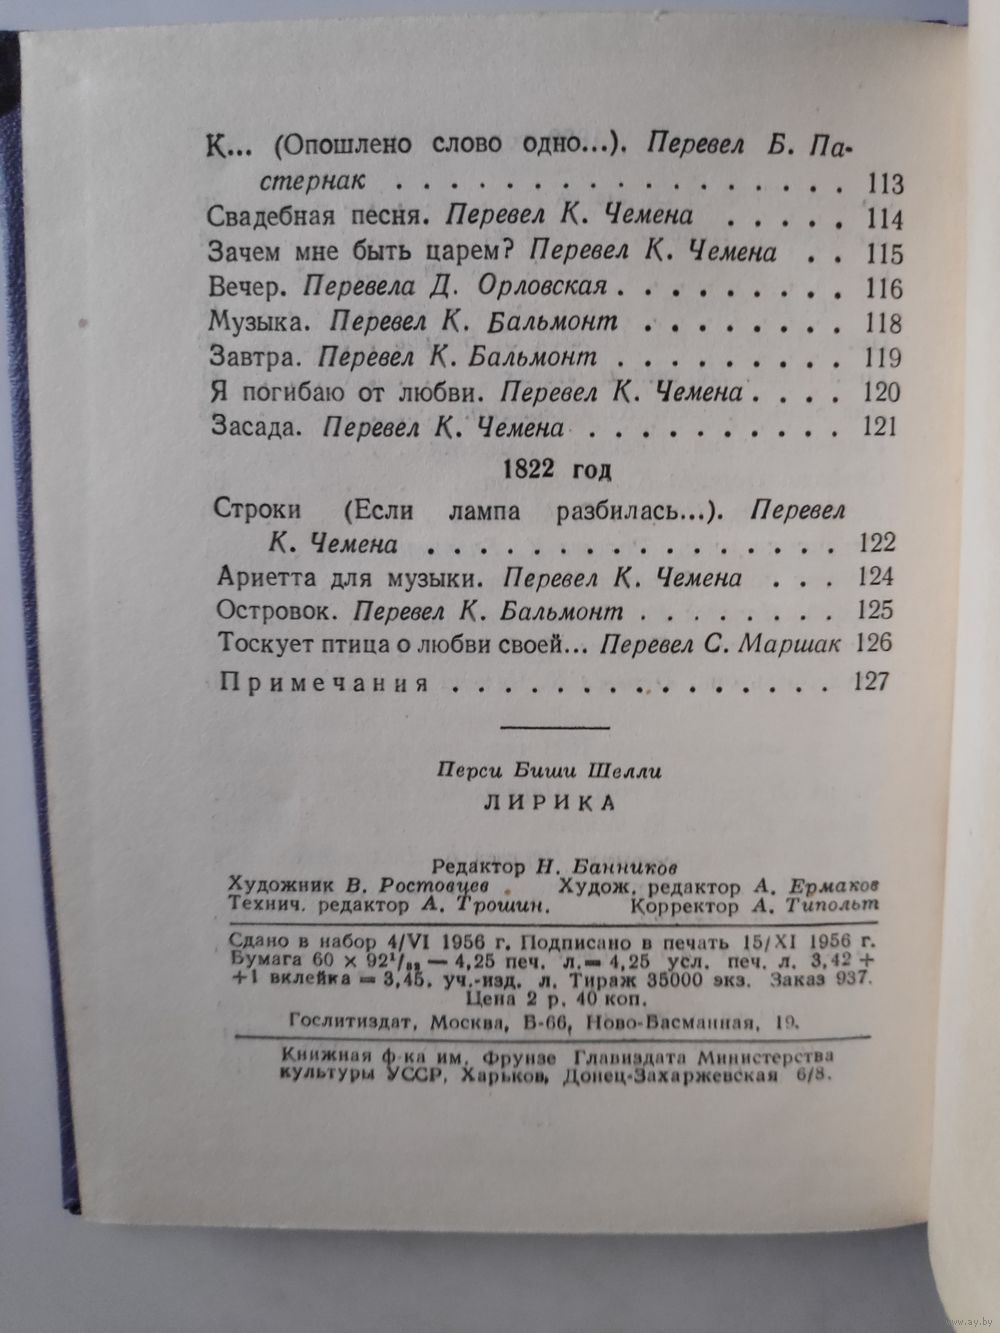 К... (Опошлено слово одно...). Перевел Б. Па-
стернак . . . . . . . . . . . . . . . . . 113
Свадебная песня. Перевел К. Чемена . . . . . 114
Зачем мне быть царем? Перевел К. Чемена . . 115
Вечер. Перевела Д. Орловская . . . . . . . . . 116
Музыка. Перевел К. Бальмонт . . . . . . . . 118
Завтра. Перевел К. Бальмонт . . . . . . . . . 119
Я погибаю от любви. Перевел К. Чемена . . . . 120
Засада. Перевел К. Чемена . . . . . . . . . . 121
1822 год
Строки (Если лампа разбилась...). Перевел
К. Чемена . . . . . . . . . . . . . . . . 122
Ариетта для музыки. Перевел К. Чемена . . . 124
Островок. Перевел К. Бальмонт . . . . . . . . 125
Тоскует птица о любви своей... Перевел С. Маршак 126
Примечания . . . . . . . . . . . . . . 127
Перси Биши Шелли
ЛИРИКА
Редактор Н. Банников
Художник В. Ростовцев . Худож. редактор А. Ермаков
Технич. редактор А. Трошин. Корректор А. Типольт
Сдано в набор 4/VI 1956 г. Подписано в печать 15/XI 1956 г.
Бумага 60 × 92¹/₃₂ — 4,25 печ. л.= 4,25 усл. печ. л. 3,42 +
+1 вклейка = 3,45. уч.-изд. л. Тираж 35000 экз. Заказ 937.
Цена 2 р. 40 коп.
Гослитиздат, Москва, Б-66, Ново-Басманная, 19.
Книжная ф-ка им. Фрунзе Главиздата Министерства
культуры УССР, Харьков, Донец-Захаржевская 6/8.
www.ay.by